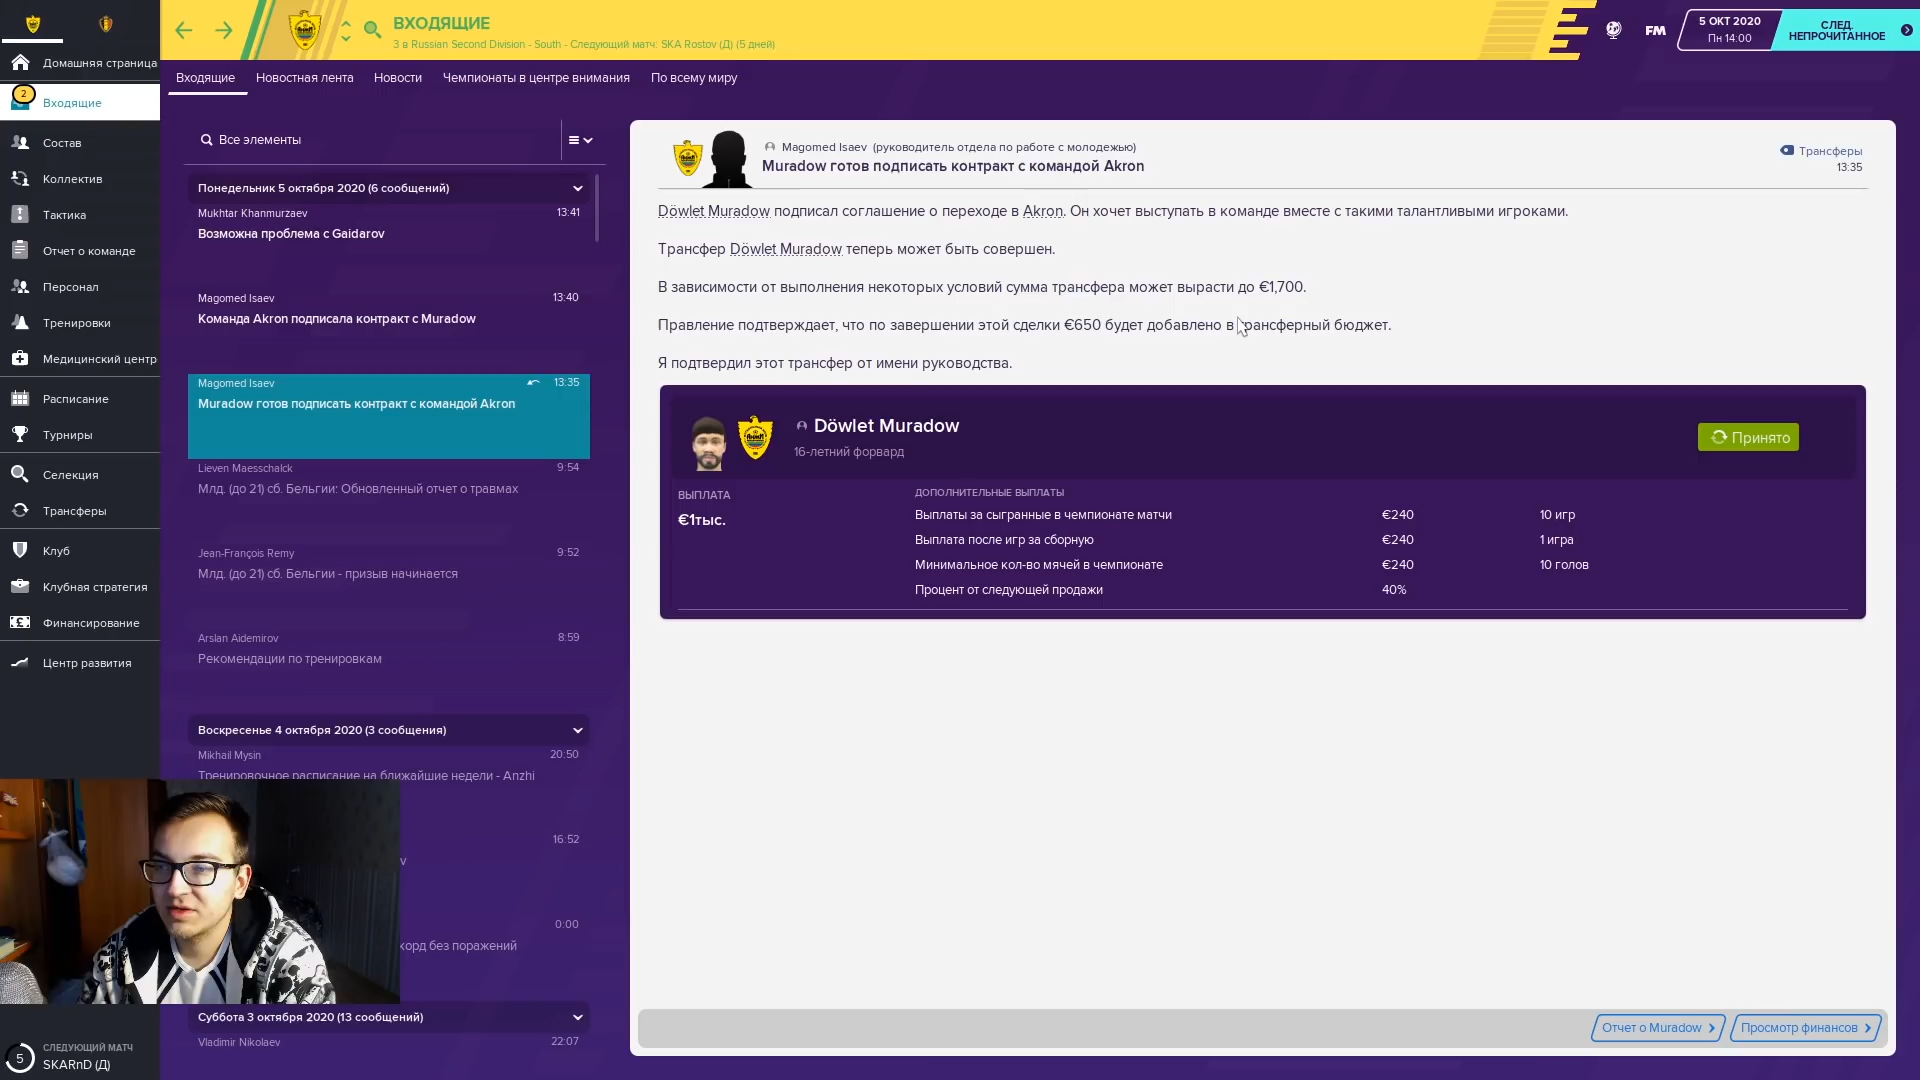 ВХОДЯЩИЕ
3 в Russian Second Division - South - Следующий матч: SKA Rostov (Д) (5 дней)
FM
5 ОКТ 2020
Пн 14:00
СЛЕД. НЕПРОЧИТАННОЕ
Входящие
Новостная лента
Новости
Чемпионаты в центре внимания
По всему миру
Домашняя страница
2
Входящие
Состав
Коллектив
Тактика
Отчет о команде
Персонал
Тренировки
Медицинский центр
Расписание
Турниры
Селекция
Трансферы
Клуб
Клубная стратегия
Финансирование
Центр развития
5
СЛЕДУЮЩИЙ МАТЧ
SKARnD (Д)
Все элементы
Понедельник 5 октября 2020 (6 сообщений)
Mukhtar Khanmurzaev 13:41
Возможна проблема с Gaidarov
Magomed Isaev 13:40
Команда Akron подписала контракт с Muradow
Magomed Isaev 13:35
Muradow готов подписать контракт с командой Akron
Lieven Maesschalck 9:54
Млд. (до 21) сб. Бельгии: Обновленный отчет о травмах
Jean-François Remy 9:52
Млд. (до 21) сб. Бельгии - призыв начинается
Arslan Aidemirov 8:59
Рекомендации по тренировкам
Воскресенье 4 октября 2020 (3 сообщения)
Mikhail Mysin 20:50
Тренировочное расписание на ближайшие недели - Anzhi
16:52
v
0:00
корд без поражений
Суббота 3 октября 2020 (13 сообщений)
Vladimir Nikolaev 22:07
Magomed Isaev (руководитель отдела по работе с молодежью)
Muradow готов подписать контракт с командой Akron
Трансферы
13:35
Döwlet Muradow подписал соглашение о переходе в Akron. Он хочет выступать в команде вместе с такими талантливыми игроками.
Трансфер Döwlet Muradow теперь может быть совершен.
В зависимости от выполнения некоторых условий сумма трансфера может вырасти до €1,700.
Правление подтверждает, что по завершении этой сделки €650 будет добавлено в трансферный бюджет.
Я подтвердил этот трансфер от имени руководства.
Döwlet Muradow
16-летний форвард
Принято
ВЫПЛАТА
€1тыс.
ДОПОЛНИТЕЛЬНЫЕ ВЫПЛАТЫ
Выплаты за сыгранные в чемпионате матчи €240 10 игр
Выплата после игр за сборную €240 1 игра
Минимальное кол-во мячей в чемпионате €240 10 голов
Процент от следующей продажи 40%
Отчет о Muradow
Просмотр финансов